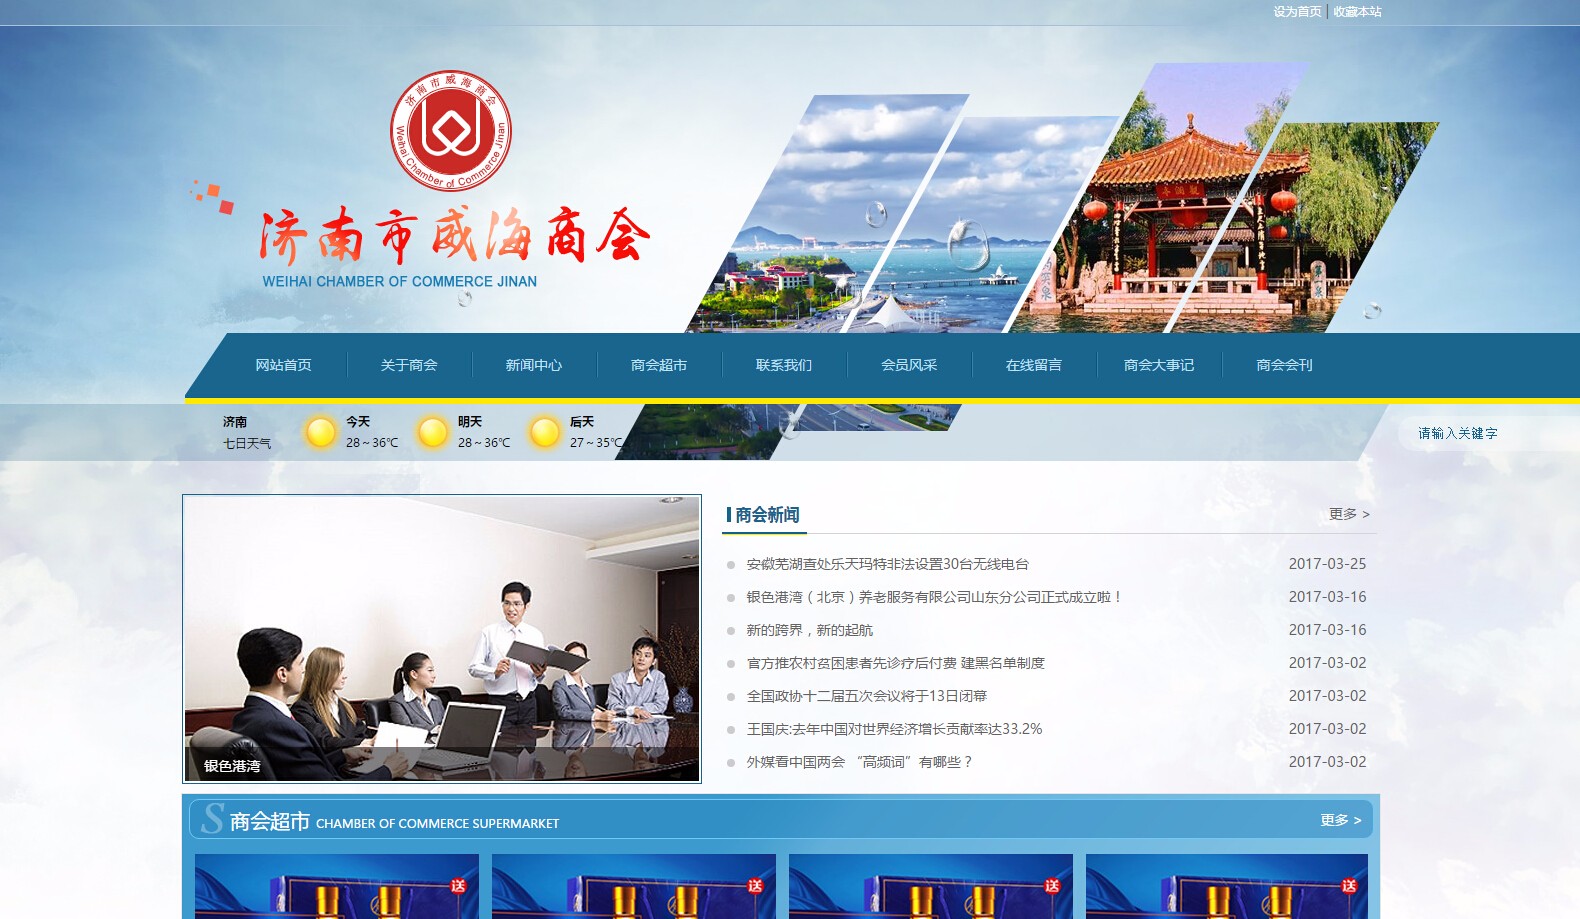 设为首页 | 收藏本站
济南市威海商会
Weihai Chamber of Commerce Jinan
济南市威海商会
WEIHAI CHAMBER OF COMMERCE JINAN
网站首页 关于商会 新闻中心 商会超市 联系我们 会员风采 在线留言 商会大事记 商会会刊
济南 今天 明天 后天
七日天气 28～36℃ 28～36℃ 27～35℃
请输入关键字
银色港湾
商会新闻 更多 >
安徽芜湖查处乐天玛特非法设置30台无线电台 2017-03-25
银色港湾（北京）养老服务有限公司山东分公司正式成立啦！ 2017-03-16
新的跨界，新的起航 2017-03-16
官方推农村贫困患者先诊疗后付费 建黑名单制度 2017-03-02
全国政协十二届五次会议将于13日闭幕 2017-03-02
王国庆:去年中国对世界经济增长贡献率达33.2% 2017-03-02
外媒看中国两会 “高频词”有哪些？ 2017-03-02
S 商会超市 CHAMBER OF COMMERCE SUPERMARKET 更多 >
送 送 送 送